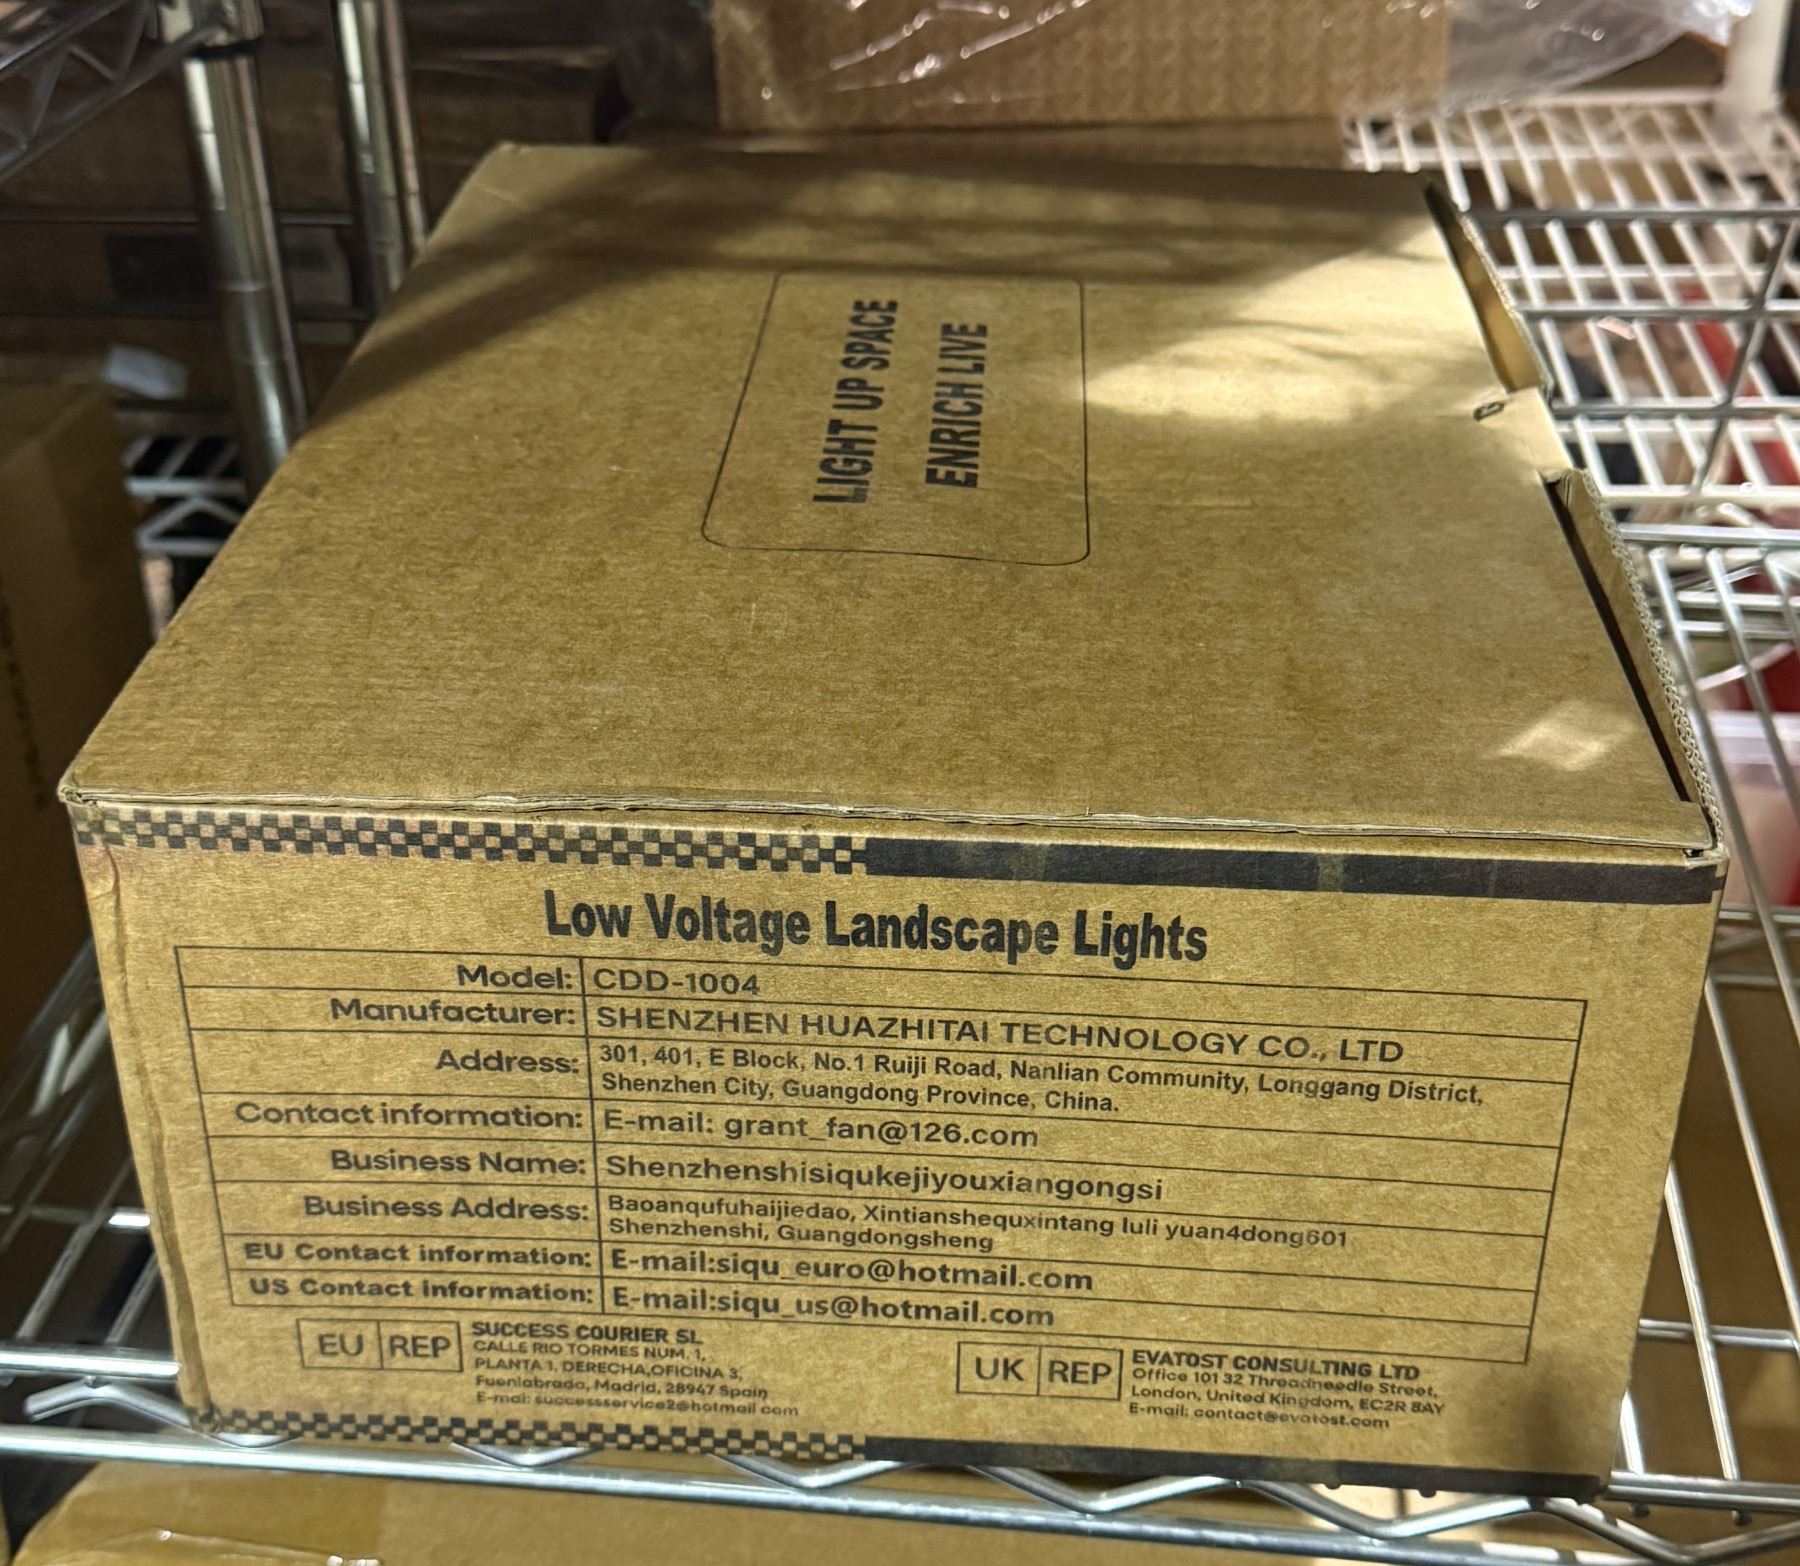 LIGHT UP SPACE
ENRICH LIVE
Low Voltage Landscape Lights
Model: CDD-1004
Manufacturer: SHENZHEN HUAZHITAI TECHNOLOGY CO., LTD
Address: 301, 401, E Block, No.1 Ruiji Road, Nanlian Community, Longgang District,
Shenzhen City, Guangdong Province, China.
Contact information: E-mail: grant_fan@126.com
Business Name: Shenzhenshisiqukejiyouxiangongsi
Business Address: Baoanqufuhaijiedao, Xintianshequxintang luli yuan4dong601
Shenzhenshi, Guangdongsheng
EU Contact information: E-mail:siqu_euro@hotmail.com
US Contact information: E-mail:siqu_us@hotmail.com
EU REP
SUCCESS COURIER SL
CALLE RIO TORMES NUM. 1,
PLANTA 1, DERECHA,OFICINA 3,
Fuenlabrada, Madrid, 28947 Spain
E-mai: successservice2@hotmail com
UK REP
EVATOST CONSULTING LTD
Office 101 32 Threadneedle Street,
London, United Kingdom, EC2R 8AY
E-mail: contact@evatost.com